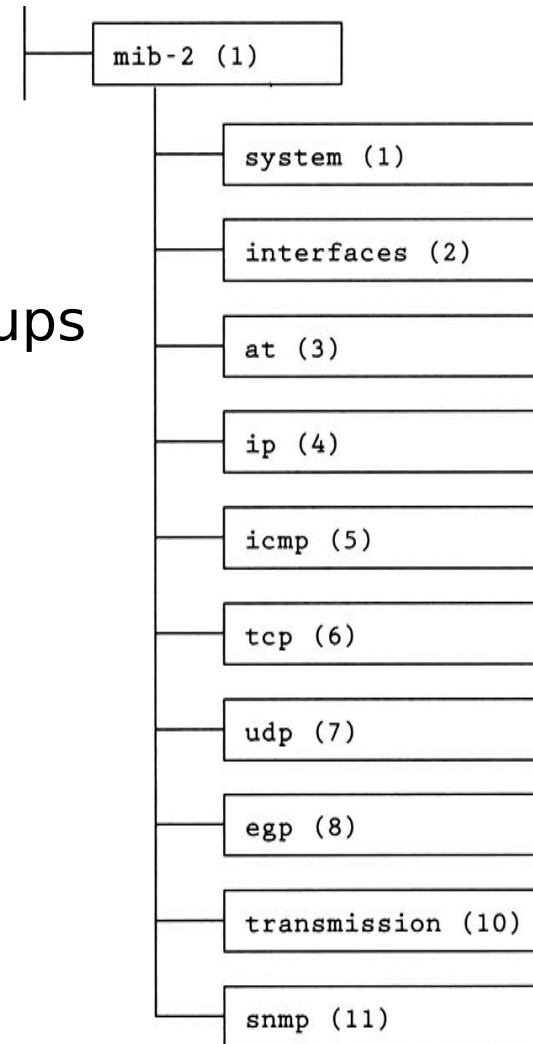 mib-2 (1)
system (1)
interfaces (2)
ups
at (3)
ip (4)
icmp (5)
tcp (6)
udp (7)
egp (8)
transmission (10)
snmp (11)